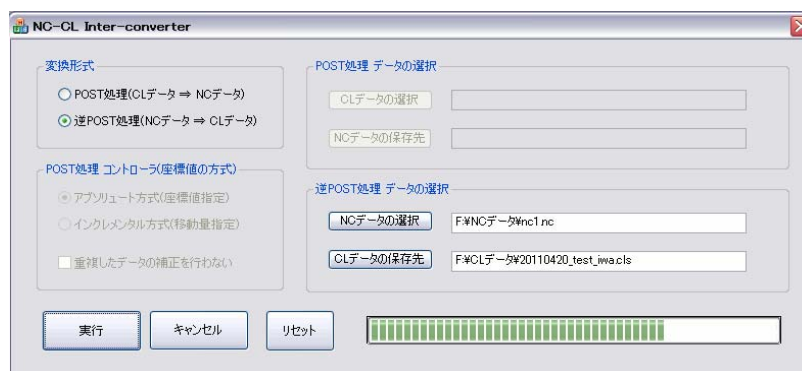 NC-CL Inter-converter
変換形式
POST処理(CLデータ ⇒ NCデータ)
逆POST処理(NCデータ ⇒ CLデータ)
POST処理 コントローラ(座標値の方式)
アブソリュート方式(座標値指定)
インクレメンタル方式(移動量指定)
重複したデータの補正を行わない
POST処理 データの選択
CLデータの選択
NCデータの保存先
逆POST処理 データの選択
NCデータの選択 F:¥NCデータ¥nc1.nc
CLデータの保存先 F:¥CLデータ¥20110420_test_iwa.cls
実行 キャンセル リセット